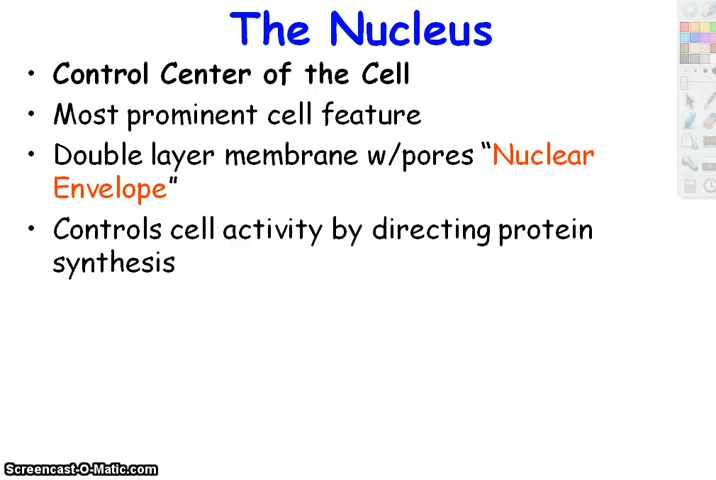 The Nucleus
• Control Center of the Cell
• Most prominent cell feature
• Double layer membrane w/pores “Nuclear
Envelope”
• Controls cell activity by directing protein
synthesis
Screencast-O-Matic.com